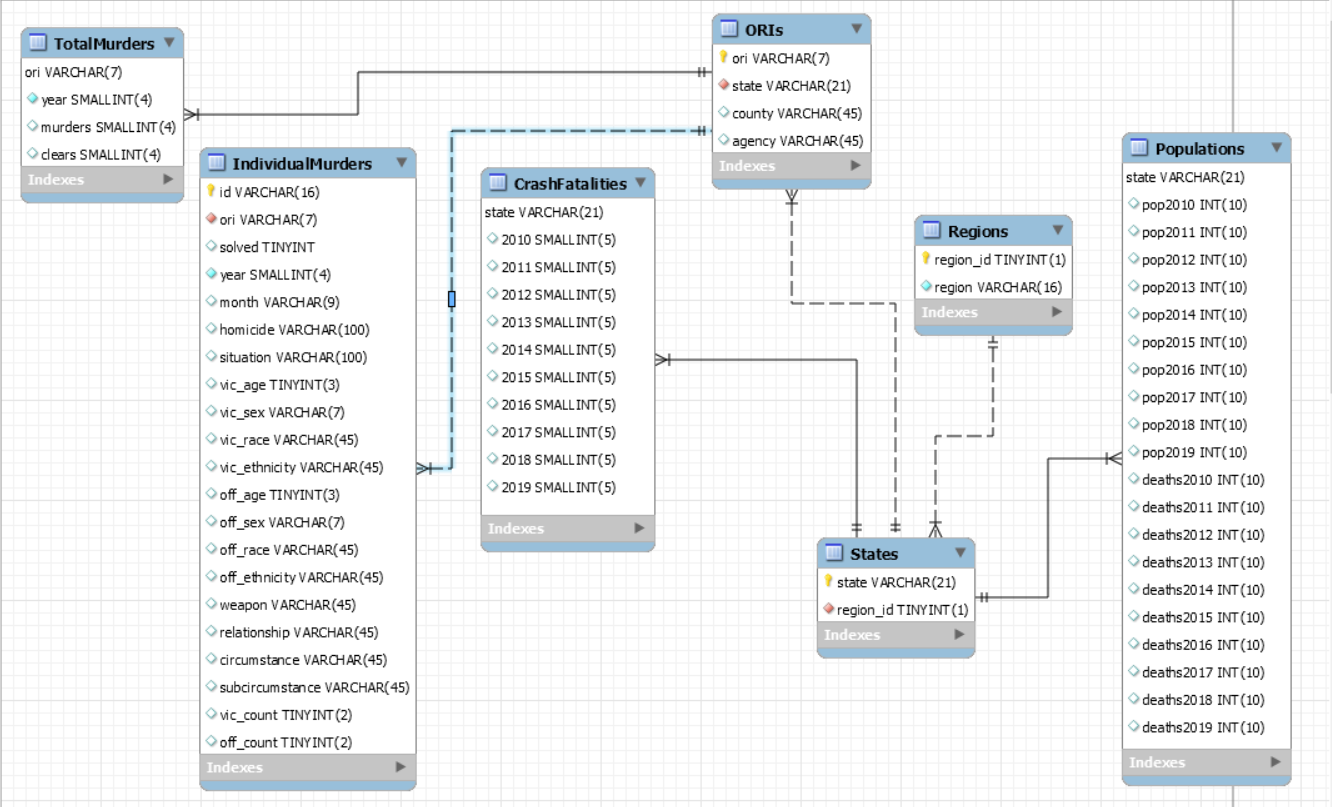 TotalMurders
ori VARCHAR(7)
year SMALLINT(4)
murders SMALLINT(4)
clears SMALLINT(4)
Indexes
IndividualMurders
id VARCHAR(16)
ori VARCHAR(7)
solved TINYINT
year SMALLINT(4)
month VARCHAR(9)
homicide VARCHAR(100)
situation VARCHAR(100)
vic_age TINYINT(3)
vic_sex VARCHAR(7)
vic_race VARCHAR(45)
vic_ethnicity VARCHAR(45)
off_age TINYINT(3)
off_sex VARCHAR(7)
off_race VARCHAR(45)
off_ethnicity VARCHAR(45)
weapon VARCHAR(45)
relationship VARCHAR(45)
circumstance VARCHAR(45)
subcircumstance VARCHAR(45)
vic_count TINYINT(2)
off_count TINYINT(2)
Indexes
CrashFatalities
state VARCHAR(21)
2010 SMALLINT(5)
2011 SMALLINT(5)
2012 SMALLINT(5)
2013 SMALLINT(5)
2014 SMALLINT(5)
2015 SMALLINT(5)
2016 SMALLINT(5)
2017 SMALLINT(5)
2018 SMALLINT(5)
2019 SMALLINT(5)
Indexes
ORIs
ori VARCHAR(7)
state VARCHAR(21)
county VARCHAR(45)
agency VARCHAR(45)
Indexes
Regions
region_id TINYINT(1)
region VARCHAR(16)
Indexes
States
state VARCHAR(21)
region_id TINYINT(1)
Indexes
Populations
state VARCHAR(21)
pop2010 INT(10)
pop2011 INT(10)
pop2012 INT(10)
pop2013 INT(10)
pop2014 INT(10)
pop2015 INT(10)
pop2016 INT(10)
pop2017 INT(10)
pop2018 INT(10)
pop2019 INT(10)
deaths2010 INT(10)
deaths2011 INT(10)
deaths2012 INT(10)
deaths2013 INT(10)
deaths2014 INT(10)
deaths2015 INT(10)
deaths2016 INT(10)
deaths2017 INT(10)
deaths2018 INT(10)
deaths2019 INT(10)
Indexes